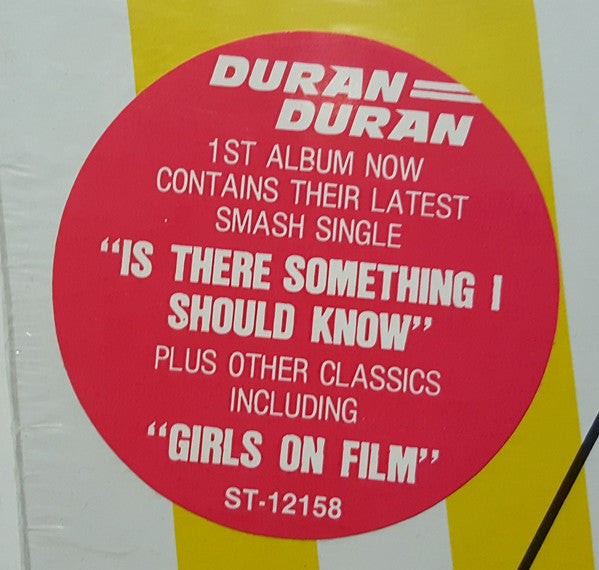 DURAN
DURAN
1ST ALBUM NOW
CONTAINS THEIR LATEST
SMASH SINGLE
“IS THERE SOMETHING I
SHOULD KNOW”
PLUS OTHER CLASSICS
INCLUDING
“GIRLS ON FILM”
ST-12158